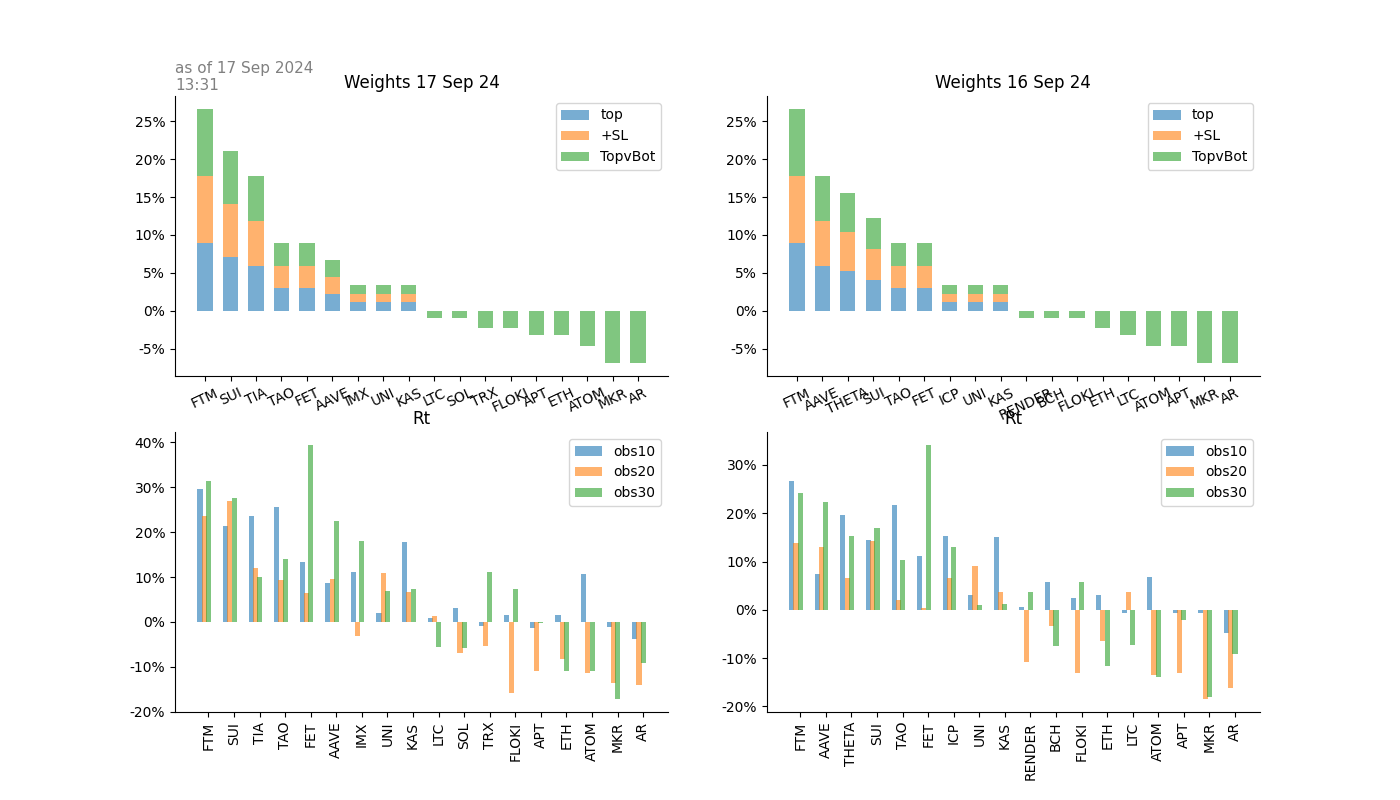 as of 17 Sep 2024
13:31
Weights 17 Sep 24
25%
20%
15%
10%
5%
0%
-5%
top
+SL
TopvBot
FTM SUI TIA TAO FET AAVE IMX UNI KAS LTC SOL TRX FLOKI APT ETH ATOM MKR AR
Weights 16 Sep 24
25%
20%
15%
10%
5%
0%
-5%
top
+SL
TopvBot
FTM AAVE THETA SUI TAO FET ICP UNI KAS RENDER BCH FLOKI ETH LTC ATOM APT MKR AR
Rt
40%
30%
20%
10%
0%
-10%
-20%
obs10
obs20
obs30
FTM SUI TIA TAO FET AAVE IMX UNI KAS LTC SOL TRX FLOKI APT ETH ATOM MKR AR
Rt
30%
20%
10%
0%
-10%
-20%
obs10
obs20
obs30
FTM AAVE THETA SUI TAO FET ICP UNI KAS RENDER BCH FLOKI ETH LTC ATOM APT MKR AR